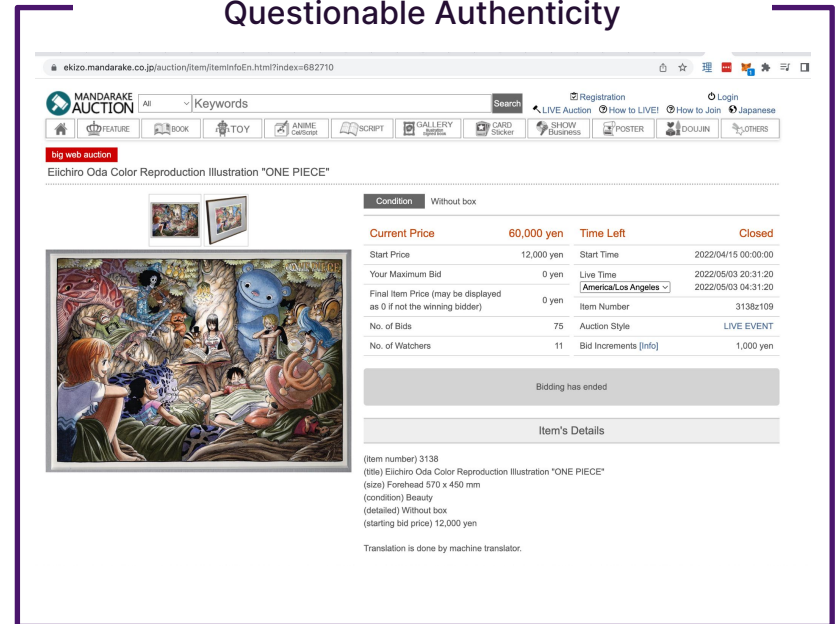 Questionable Authenticity
ekizo.mandarake.co.jp/auction/item/itemInfoEn.html?index=682710
理
MANDARAKE
AUCTION
All
Keywords
Search
Registration
Login
LIVE Auction
How to LIVE!
How to Join
Japanese
FEATURE
BOOK
TOY
ANIME
Cel/Script
SCRIPT
GALLERY
Illustration
Signed board
CARD
Sticker
SHOW
Business
POSTER
DOUJIN
OTHERS
big web auction
Eiichiro Oda Color Reproduction Illustration "ONE PIECE"
Condition Without box
Current Price 60,000 yen Time Left Closed
Start Price 12,000 yen Start Time 2022/04/15 00:00:00
Your Maximum Bid 0 yen Live Time 2022/05/03 20:31:20
America/Los Angeles 2022/05/03 04:31:20
Final Item Price (may be displayed
as 0 if not the winning bidder) 0 yen
Item Number 3138z109
No. of Bids 75 Auction Style LIVE EVENT
No. of Watchers 11 Bid Increments [Info] 1,000 yen
Bidding has ended
Item's Details
(item number) 3138
(title) Eiichiro Oda Color Reproduction Illustration "ONE PIECE"
(size) Forehead 570 x 450 mm
(condition) Beauty
(detailed) Without box
(starting bid price) 12,000 yen
Translation is done by machine translator.